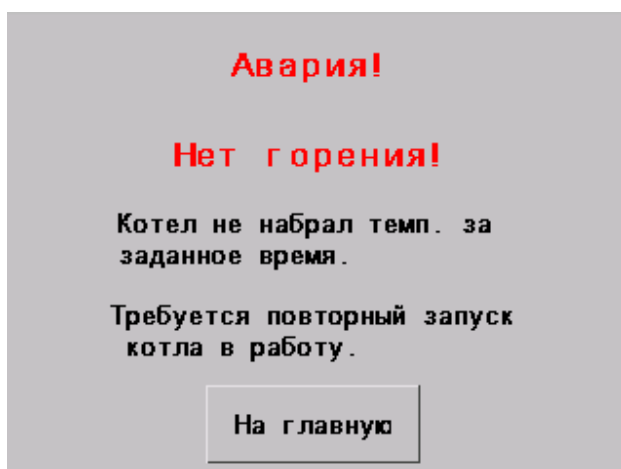 Авария!
Нет горения!
Котел не набрал темп. за
заданное время.
Требуется повторный запуск
котла в работу.
На главную